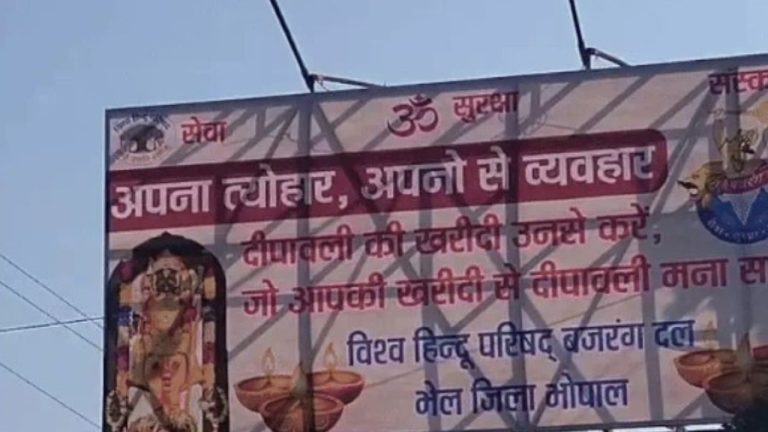 सेवा ॐ सुरक्षा
अपना त्योहार, अपनो से व्यवहार
दीपावली की खरीदी उनसे करें,
जो आपकी खरीदी से दीपावली मना
विश्व हिन्दू परिषद् बजरंग दल
भेल जिला भोपाल